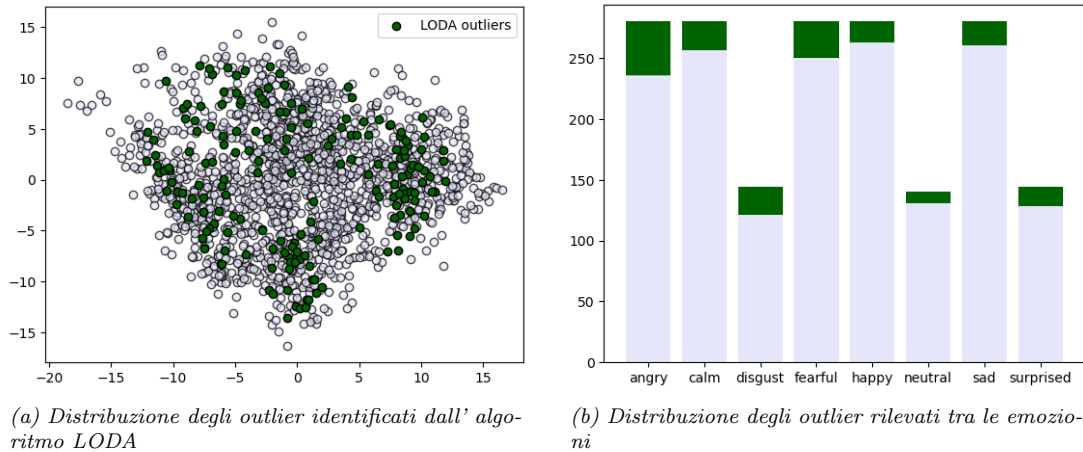 LODA outliers
15
10
5
0
−5
−10
−15
−20 −15 −10 −5 0 5 10 15
250
200
150
100
50
0
angry calm disgust fearful happy neutral sad surprised
(a) Distribuzione degli outlier identificati dall' algo-
ritmo LODA
(b) Distribuzione degli outlier rilevati tra le emozio-
ni